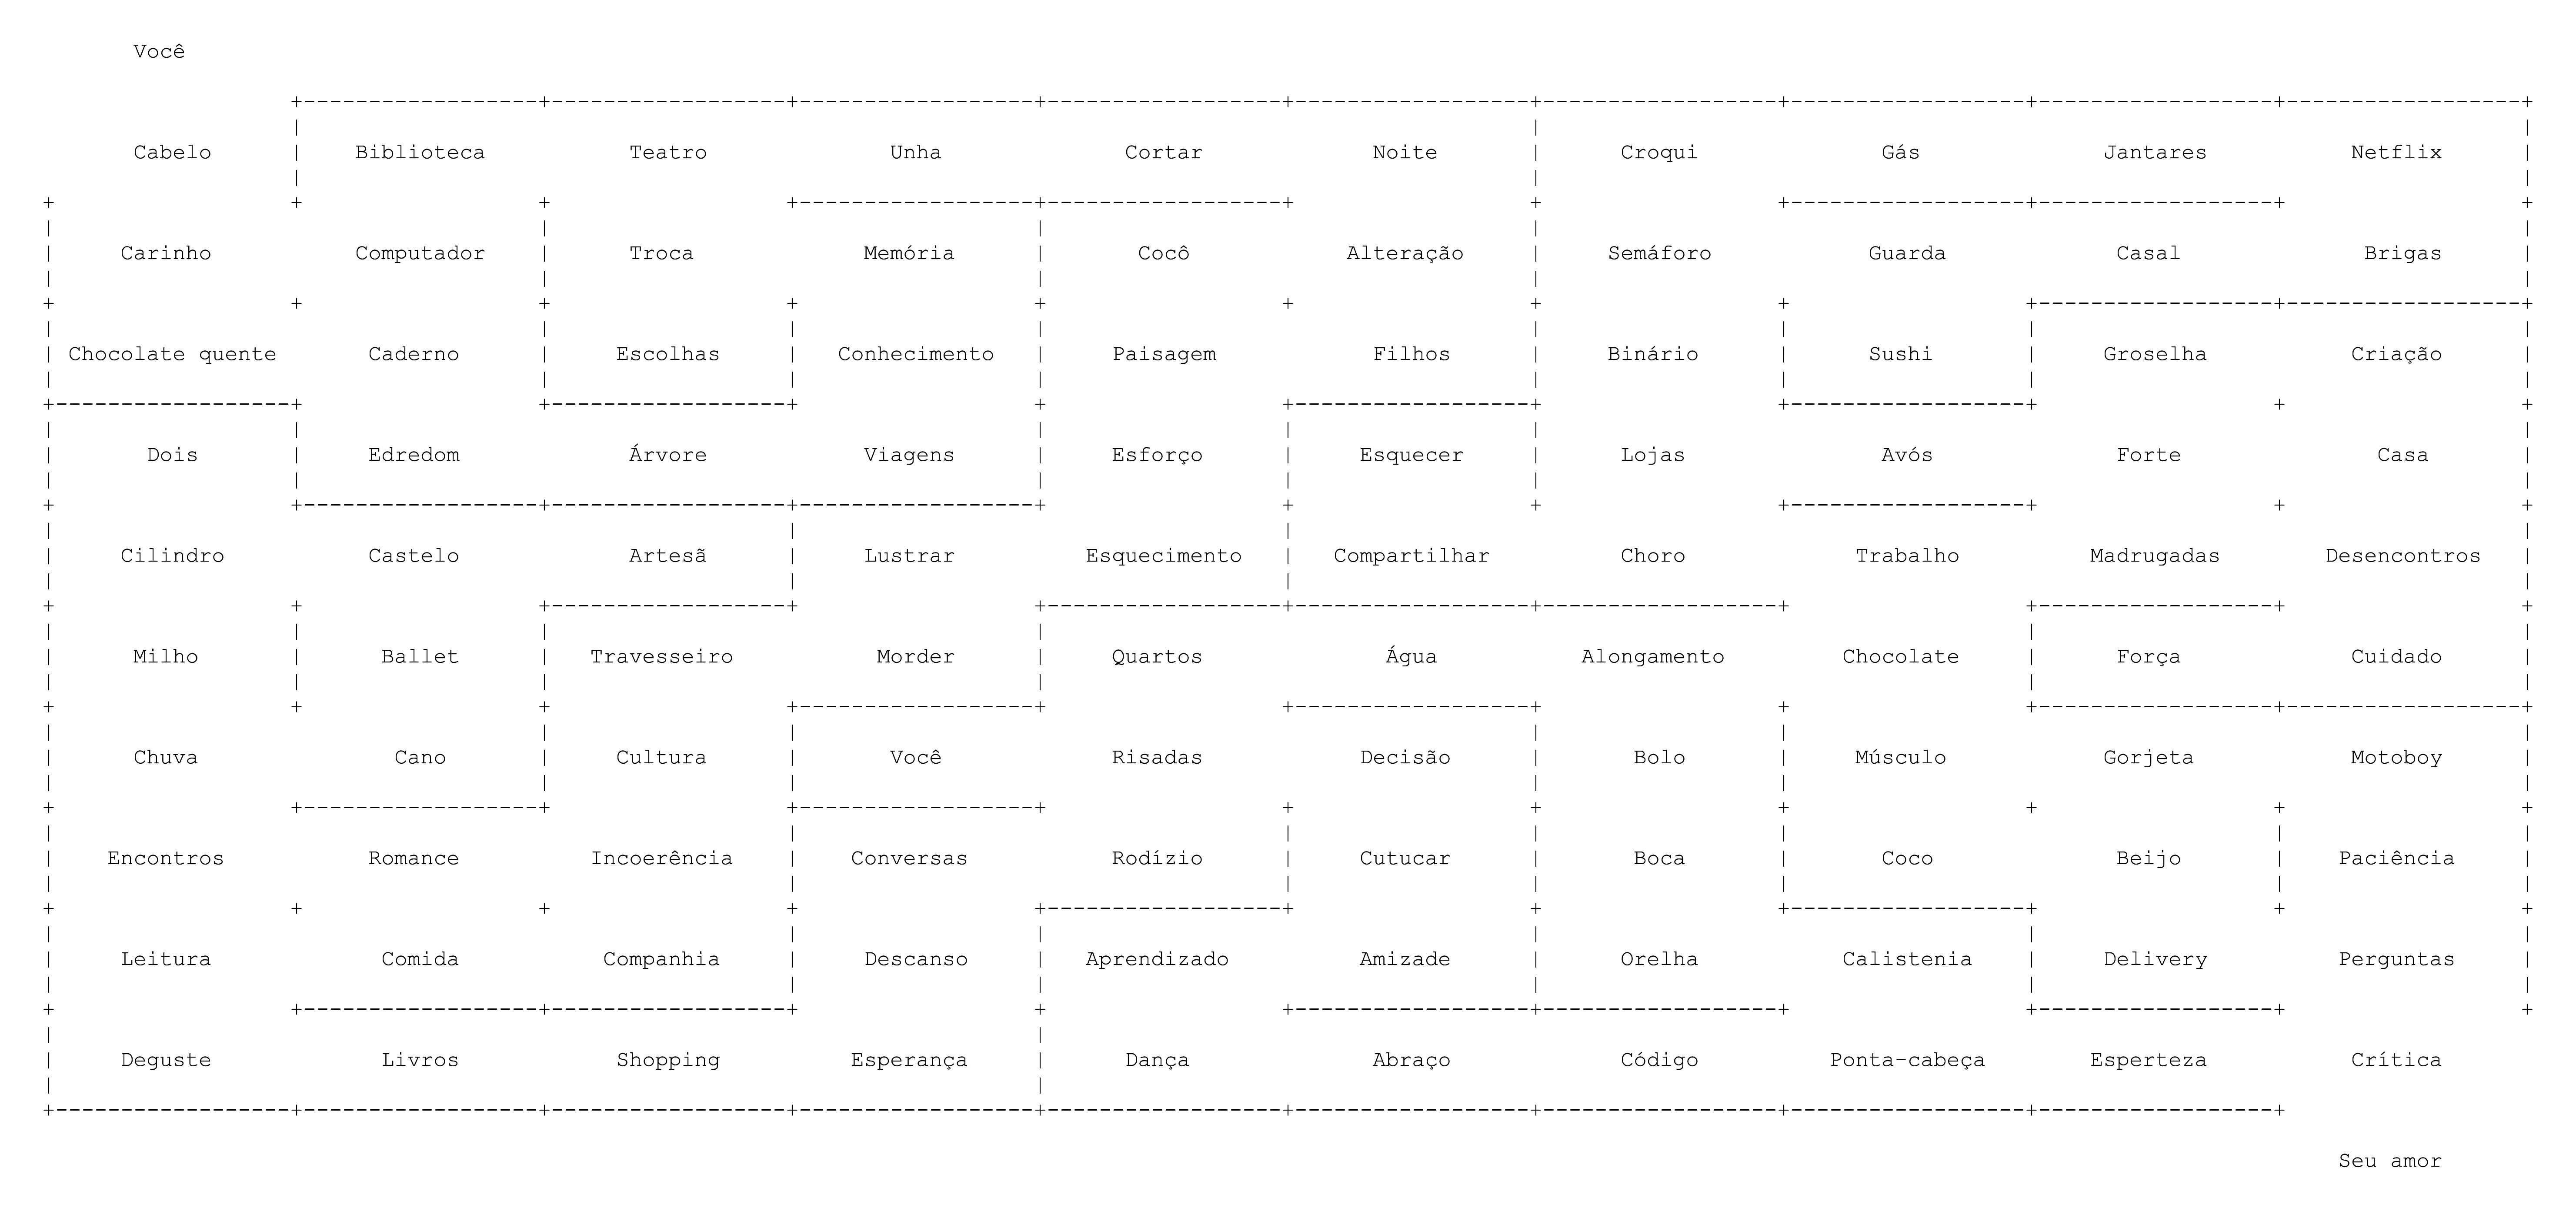 Você
Cabelo Biblioteca Teatro Unha Cortar Noite Croqui Gás Jantares Netflix
Carinho Computador Troca Memória Cocô Alteração Semáforo Guarda Casal Brigas
Chocolate quente Caderno Escolhas Conhecimento Paisagem Filhos Binário Sushi Groselha Criação
Dois Edredom Árvore Viagens Esforço Esquecer Lojas Avós Forte Casa
Cilindro Castelo Artesã Lustrar Esquecimento Compartilhar Choro Trabalho Madrugadas Desencontros
Milho Ballet Travesseiro Morder Quartos Água Alongamento Chocolate Força Cuidado
Chuva Cano Cultura Você Risadas Decisão Bolo Músculo Gorjeta Motoboy
Encontros Romance Incoerência Conversas Rodízio Cutucar Boca Coco Beijo Paciência
Leitura Comida Companhia Descanso Aprendizado Amizade Orelha Calistenia Delivery Perguntas
Deguste Livros Shopping Esperança Dança Abraço Código Ponta-cabeça Esperteza Crítica
Seu amor